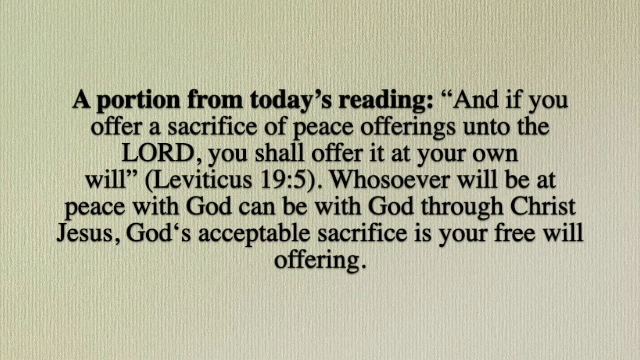 A portion from today’s reading: “And if you
offer a sacrifice of peace offerings unto the
LORD, you shall offer it at your own
will” (Leviticus 19:5). Whosoever will be at
peace with God can be with God through Christ
Jesus, God‘s acceptable sacrifice is your free will
offering.